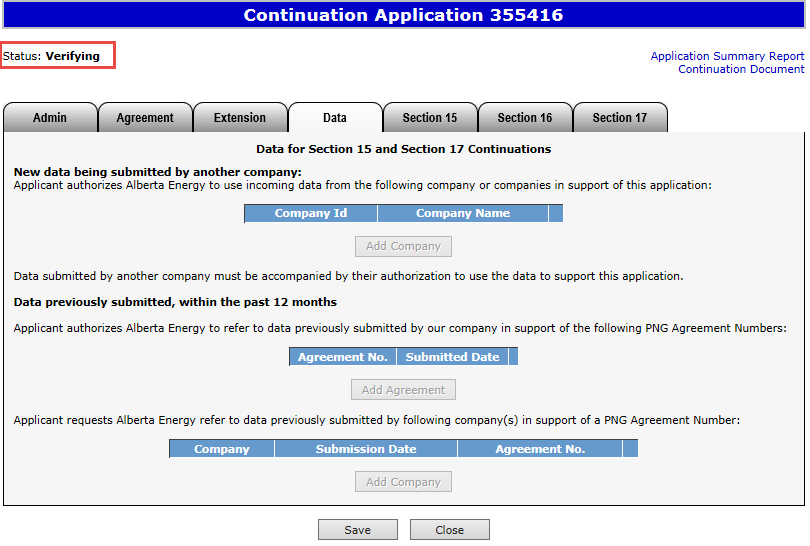 Continuation Application 355416
Status: Verifying
Application Summary Report
Continuation Document
Admin Agreement Extension Data Section 15 Section 16 Section 17
Data for Section 15 and Section 17 Continuations
New data being submitted by another company:
Applicant authorizes Alberta Energy to use incoming data from the following company or companies in support of this application:
Company Id Company Name
Add Company
Data submitted by another company must be accompanied by their authorization to use the data to support this application.
Data previously submitted, within the past 12 months
Applicant authorizes Alberta Energy to refer to data previously submitted by our company in support of the following PNG Agreement Numbers:
Agreement No. Submitted Date
Add Agreement
Applicant requests Alberta Energy refer to data previously submitted by following company(s) in support of a PNG Agreement Number:
Company Submission Date Agreement No.
Add Company
Save Close